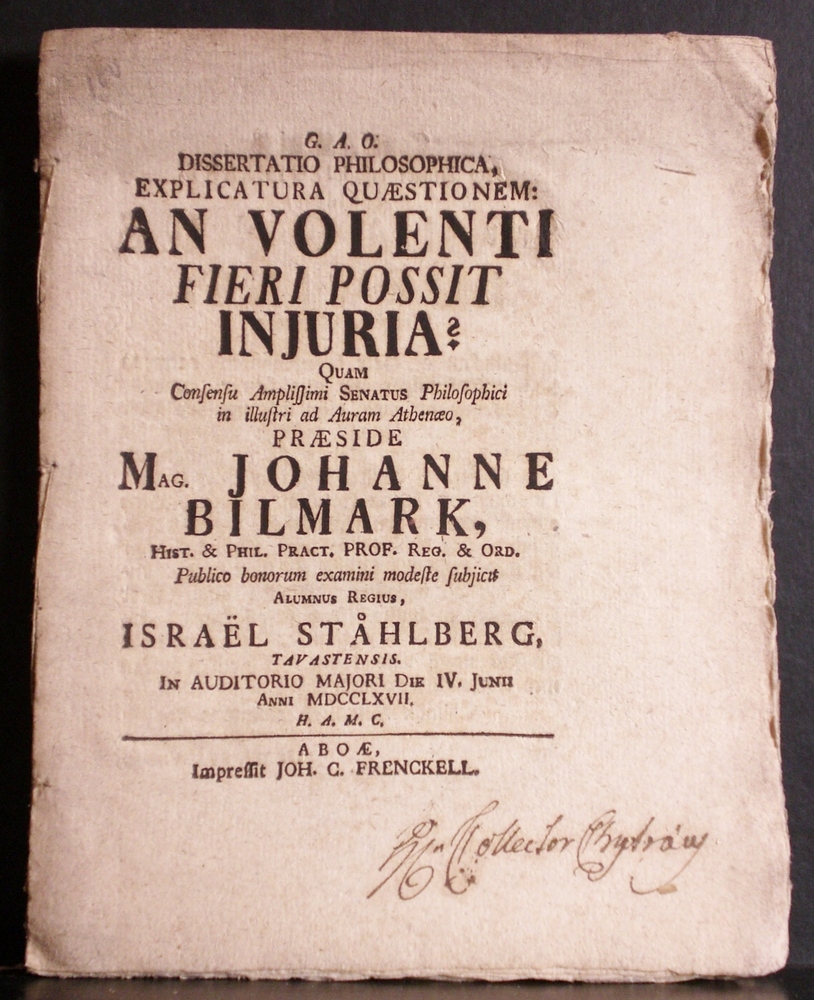 G. A. O.
DISSERTATIO PHILOSOPHICA,
EXPLICATURA QUÆSTIONEM:
AN VOLENTI
FIERI POSSIT
INJURIA?
QUAM
Conſenſu Ampliſſimi SENATUS Philoſophici
in illuſtri ad Auram Athenæo,
PRÆSIDE
MAG. JOHANNE
BILMARK,
HIST. & PHIL. PRACT. PROF. REG. & ORD.
Publico bonorum examini modeſte ſubjicit
ALUMNUS REGIUS,
ISRAËL STÅHLBERG,
TAVASTENSIS.
IN AUDITORIO MAJORI DIE IV. JUNII
ANNI MDCCLXVII.
H. A. M. C.
ABOÆ,
Impreſſit JOH. C. FRENCKELL.
Collector